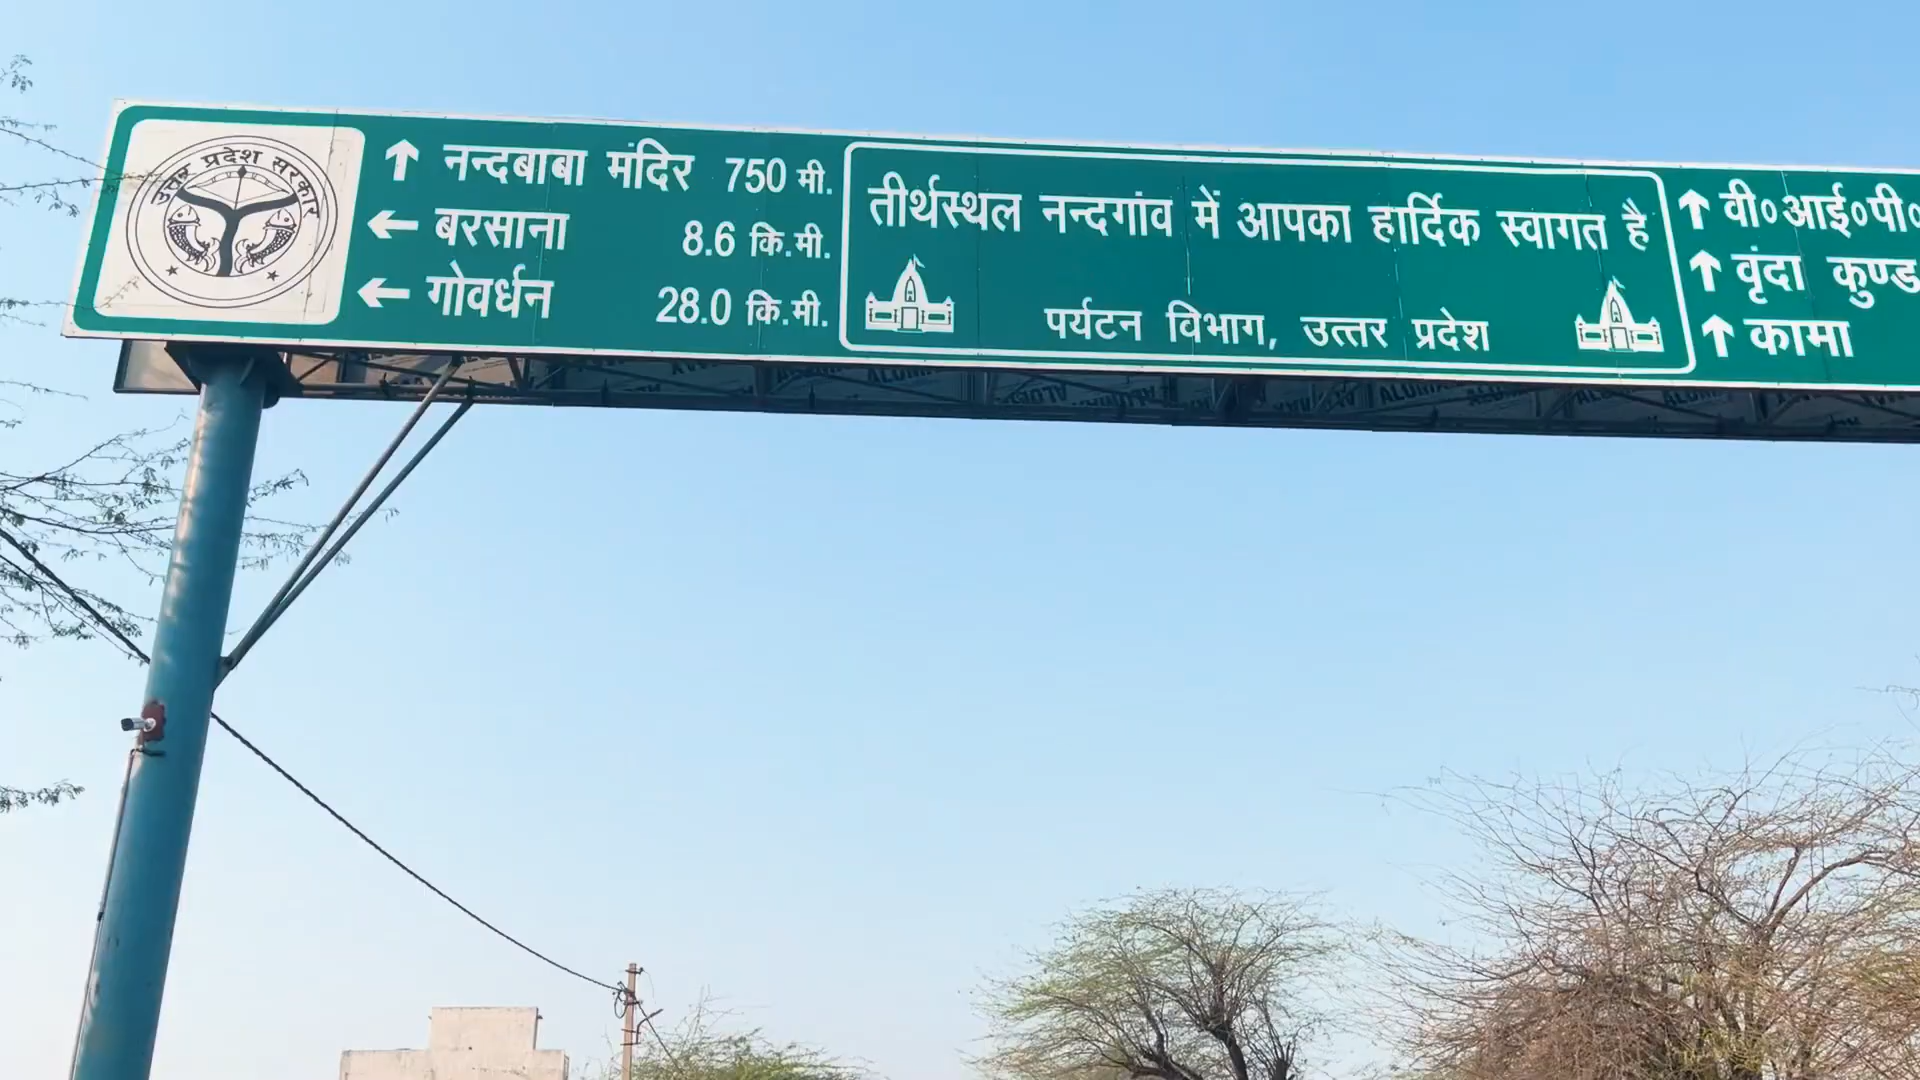 उत्तर प्रदेश सरकार
नन्दबाबा मंदिर 750 मी.
बरसाना 8.6 कि.मी.
गोवर्धन 28.0 कि.मी.
तीर्थस्थल नन्दगांव में आपका हार्दिक स्वागत है
पर्यटन विभाग, उत्तर प्रदेश
वी०आई०पी०
वृंदा कुण्ड
कामा